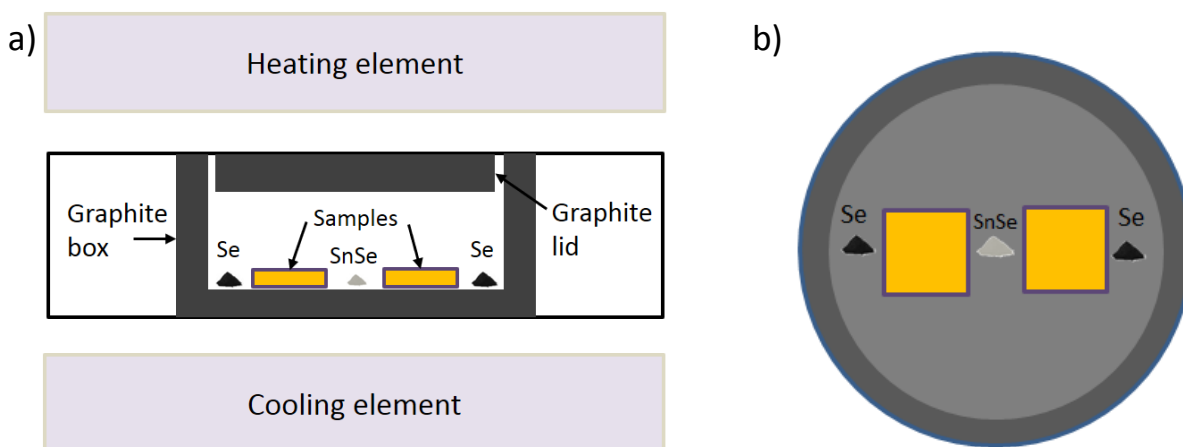 a)
Heating element
Graphite
box
Samples
Se
SnSe
Se
Graphite
lid
Cooling element
b)
Se
SnSe
Se